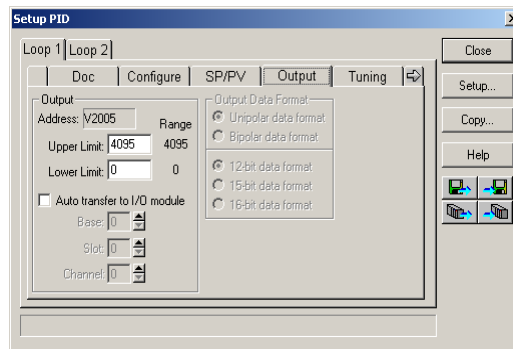 Setup PID
Loop 1 Loop 2
Doc Configure SP/PV Output Tuning
Output
Address: V2005
Range
Upper Limit: 4095 4095
Lower Limit: 0 0
Auto transfer to I/O module
Base: 0
Slot: 0
Channel: 0
Output Data Format
Unipolar data format
Bipolar data format
12-bit data format
15-bit data format
16-bit data format
Close
Setup...
Copy...
Help